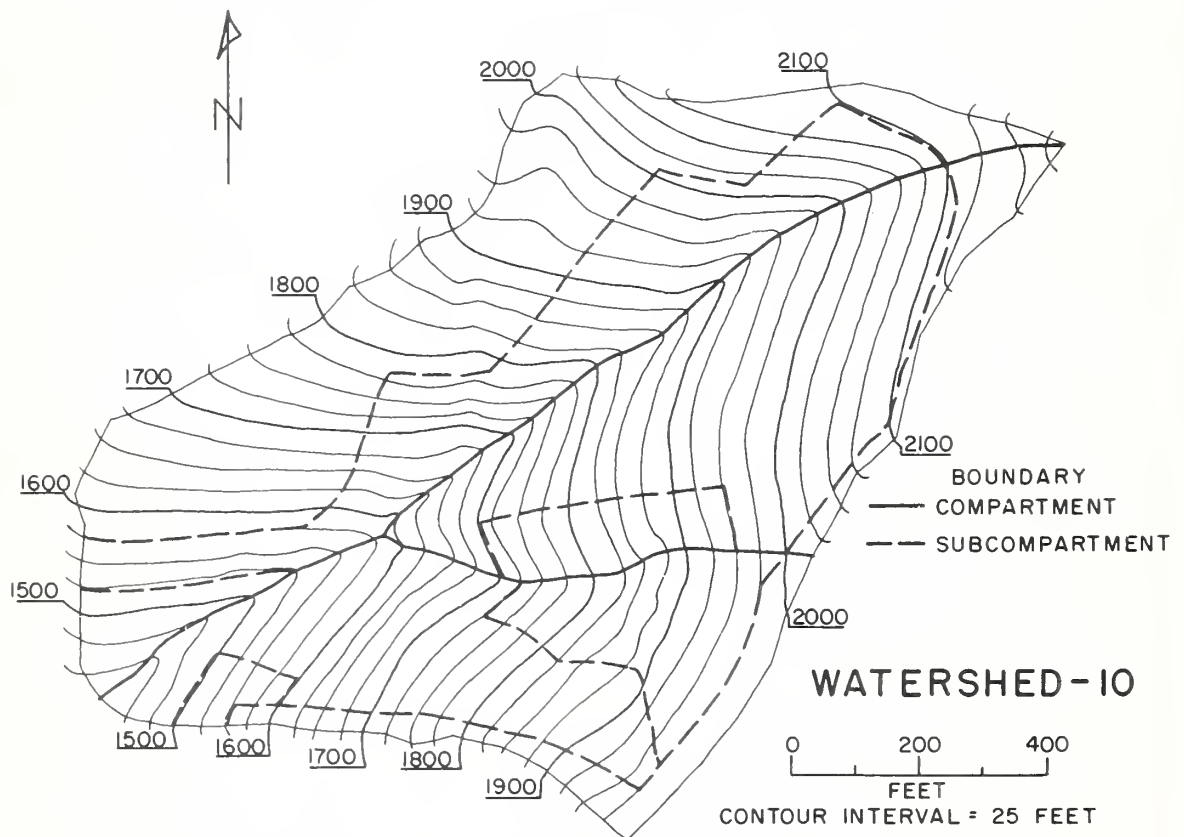 N
2100
2000
1900
1800
1700
1600
1500
2100
BOUNDARY
COMPARTMENT
SUBCOMPARTMENT
2000
WATERSHED-10
1500
1600
1700
1800
1900
0 200 400
FEET
CONTOUR INTERVAL = 25 FEET